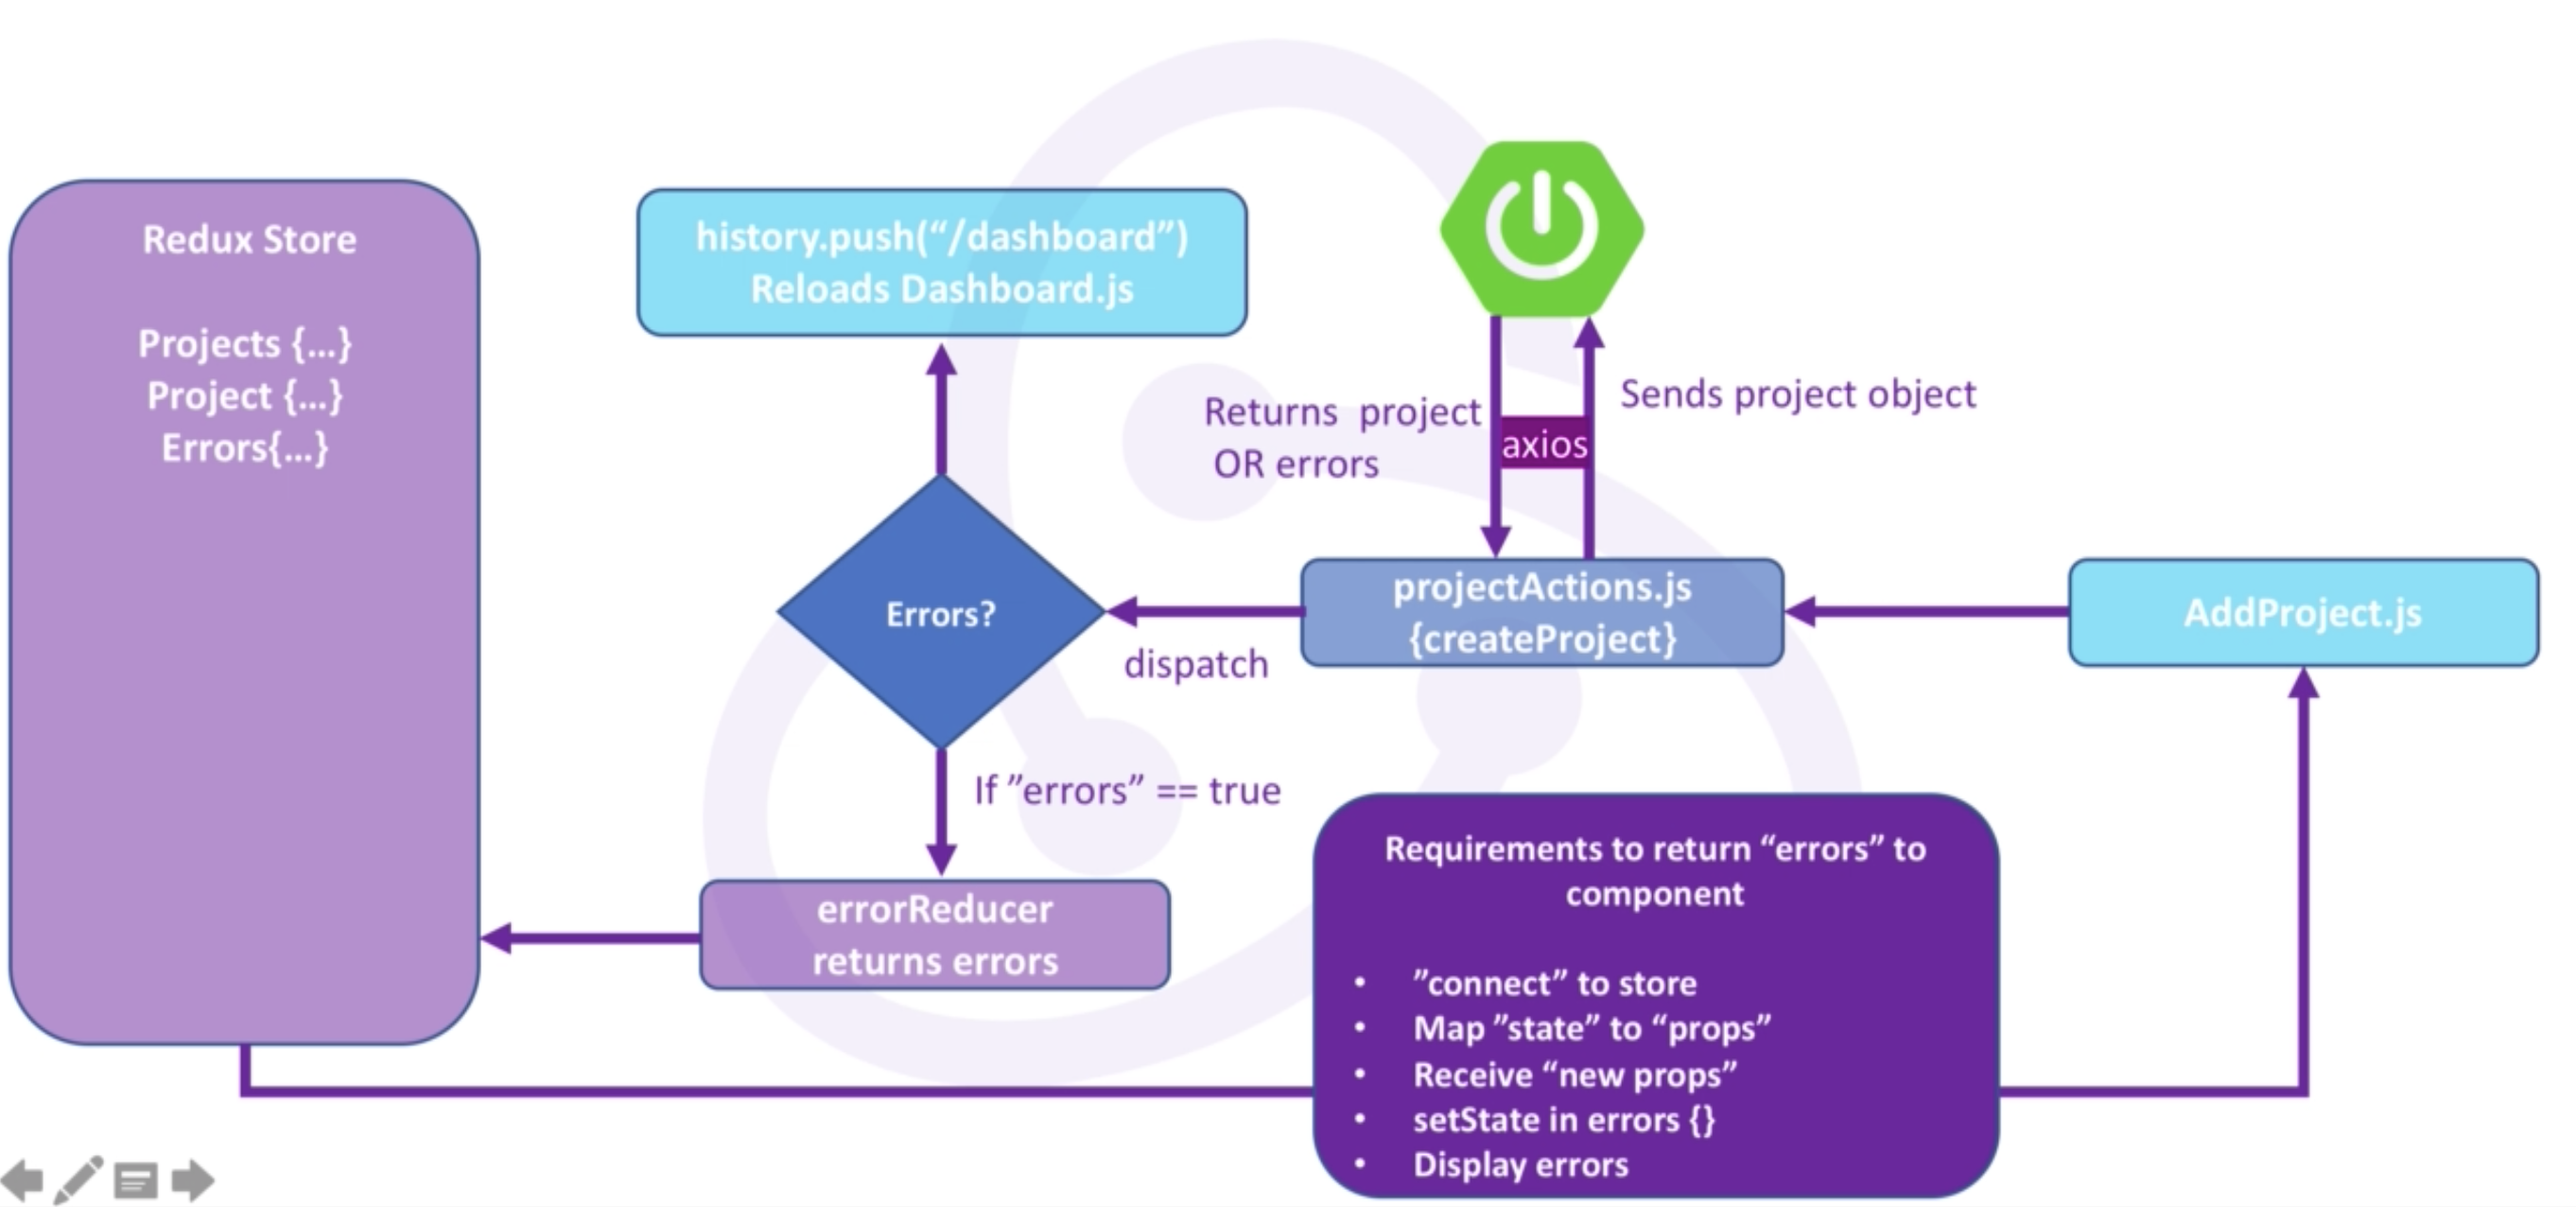 Redux Store
Projects {...}
Project {...}
Errors{...}
history.push(“/dashboard”)
Reloads Dashboard.js
Returns  project
OR errors
axios
Sends project object
Errors?
dispatch
projectActions.js
{createProject}
AddProject.js
If ”errors” == true
errorReducer
returns errors
Requirements to return “errors” to
component
• ”connect” to store
• Map ”state” to “props”
• Receive “new props”
• setState in errors {}
• Display errors